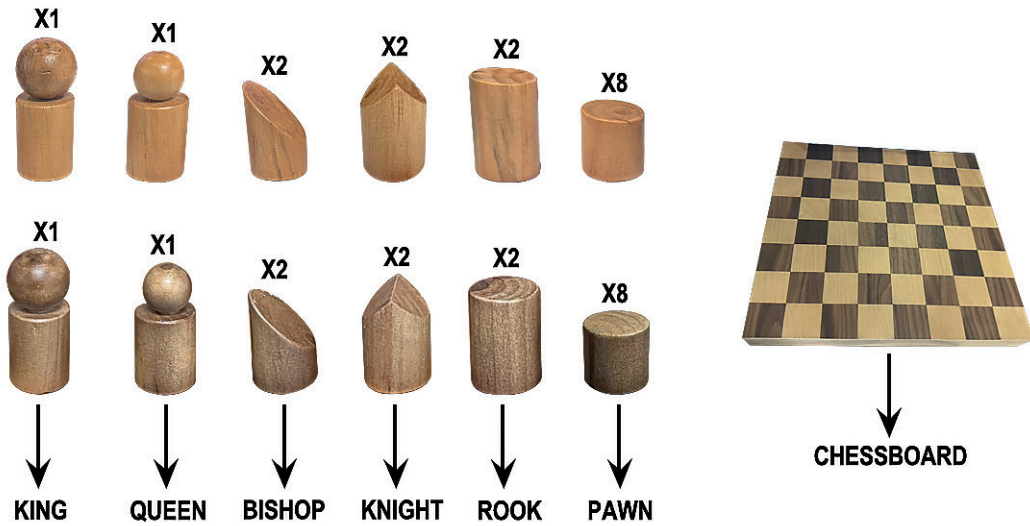 X1
X1
X2
X2
X2
X8
X1
X1
X2
X2
X2
X8
KING
QUEEN
BISHOP
KNIGHT
ROOK
PAWN
CHESSBOARD